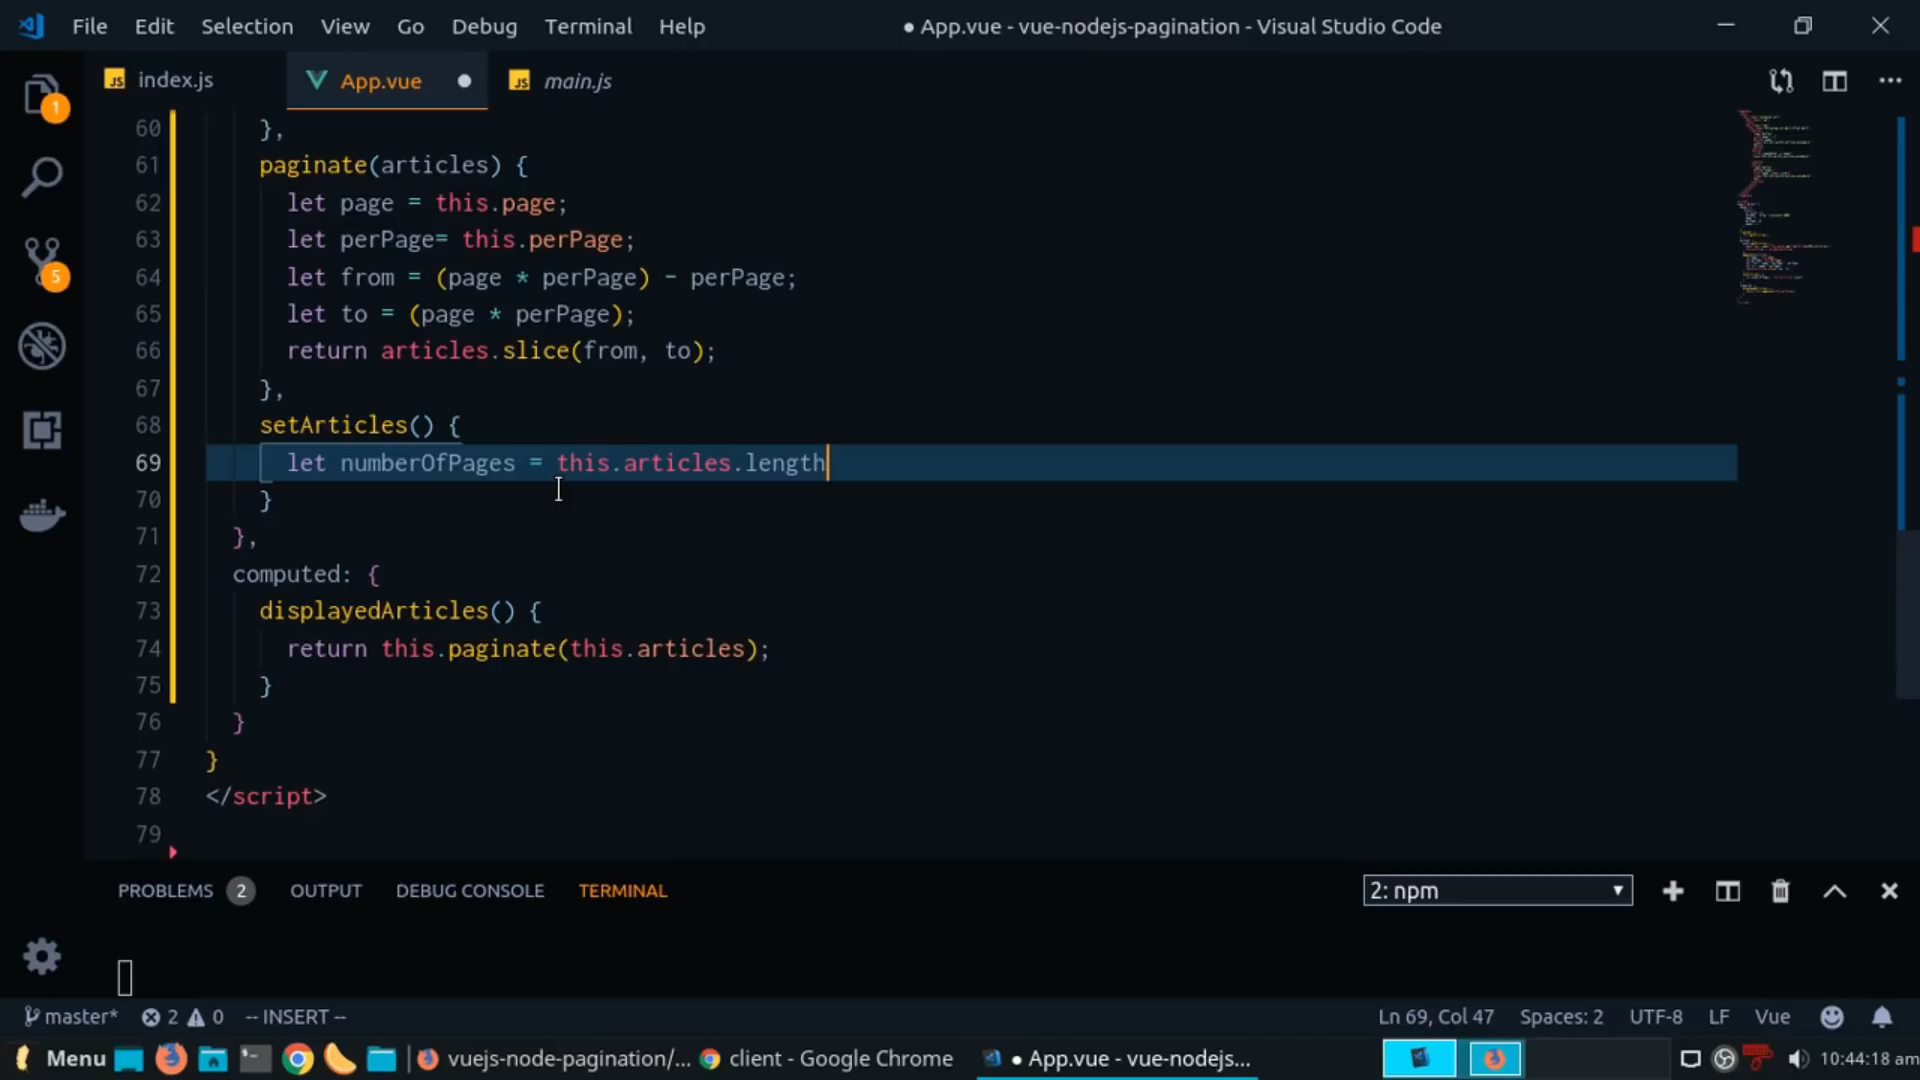 File Edit Selection View Go Debug Terminal Help ● App.vue - vue-nodejs-pagination - Visual Studio Code
JS index.js App.vue ● JS main.js
1
5
60 },
61 paginate(articles) {
62 let page = this.page;
63 let perPage= this.perPage;
64 let from = (page * perPage) - perPage;
65 let to = (page * perPage);
66 return articles.slice(from, to);
67 },
68 setArticles() {
69 let numberOfPages = this.articles.length
70 }
71 },
72 computed: {
73 displayedArticles() {
74 return this.paginate(this.articles);
75 }
76 }
77 }
78 </script>
79
PROBLEMS 2 OUTPUT DEBUG CONSOLE TERMINAL 2: npm
master* 2 0 -- INSERT -- Ln 69, Col 47 Spaces: 2 UTF-8 LF Vue
Menu vuejs-node-pagination/... client - Google Chrome ● App.vue - vue-nodejs... 10:44:18 am